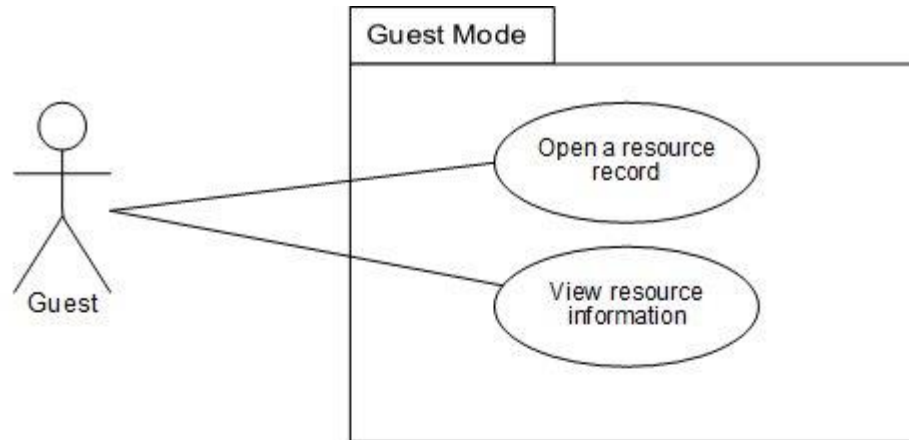 Guest Mode
Open a resource
record
View resource
information
Guest